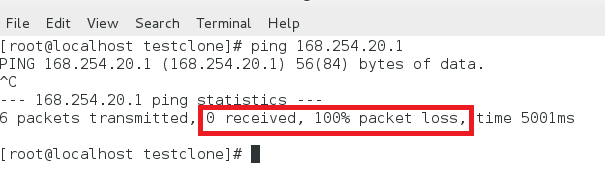 File Edit View Search Terminal Help
[root@localhost testclone]# ping 168.254.20.1
PING 168.254.20.1 (168.254.20.1) 56(84) bytes of data.
^C
--- 168.254.20.1 ping statistics ---
6 packets transmitted, 0 received, 100% packet loss, time 5001ms
[root@localhost testclone]#